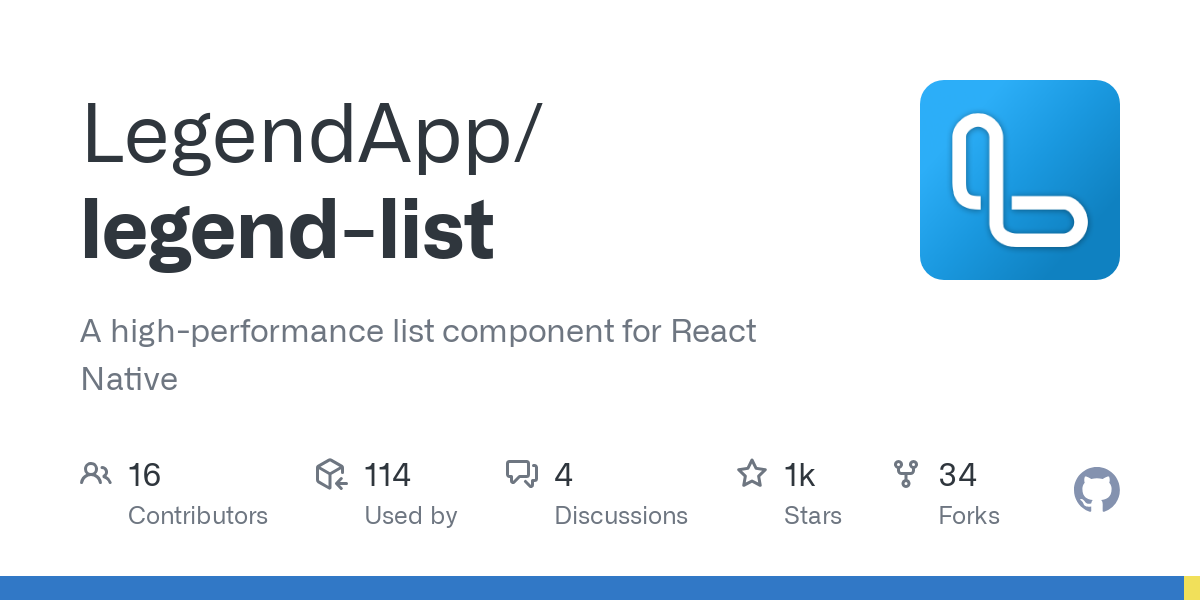 LegendApp/
legend-list
A high-performance list component for React
Native
16
Contributors
114
Used by
4
Discussions
1k
Stars
34
Forks